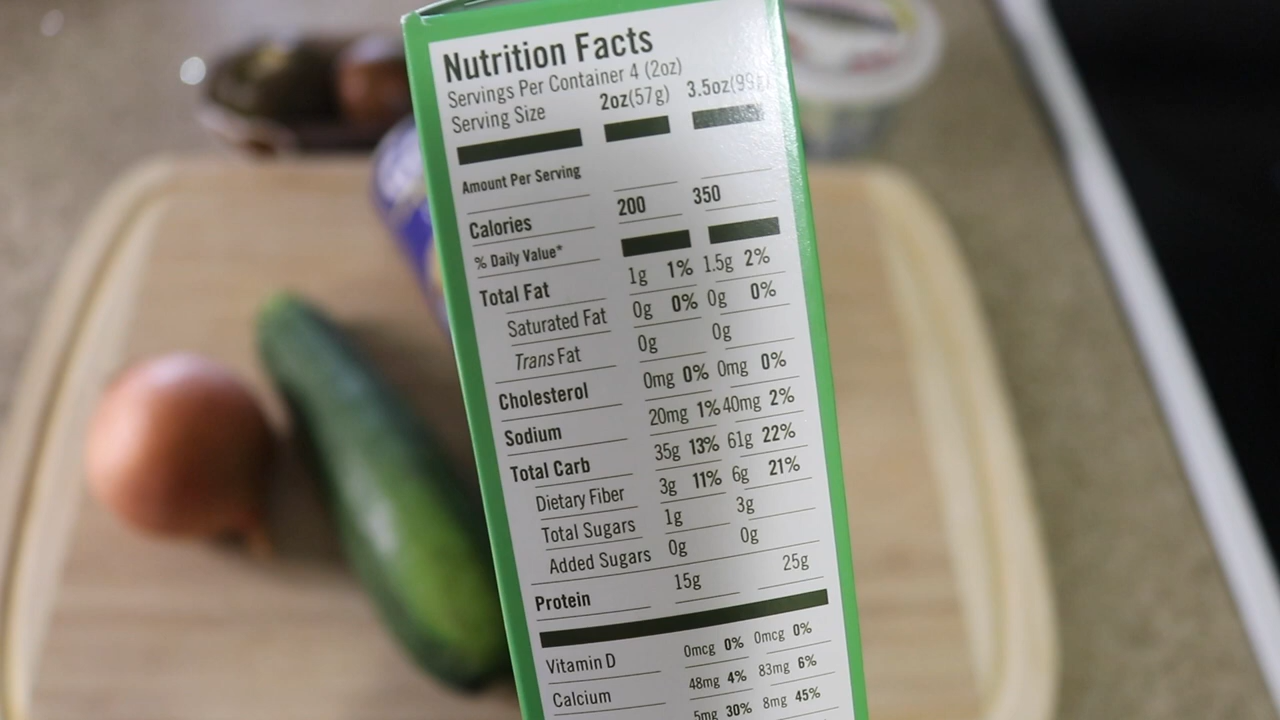 Nutrition Facts
Servings Per Container 4 (2oz)
Serving Size 2oz(57g) 3.5oz(99g)
Amount Per Serving
Calories 200 350
% Daily Value*
Total Fat 1g 1% 1.5g 2%
Saturated Fat 0g 0% 0g 0%
Trans Fat 0g 0g
Cholesterol 0mg 0% 0mg 0%
Sodium 20mg 1% 40mg 2%
Total Carb 35g 13% 61g 22%
Dietary Fiber 3g 11% 6g 21%
Total Sugars 1g 3g
Added Sugars 0g 0g
Protein 15g 25g
Vitamin D 0mcg 0% 0mcg 0%
Calcium 48mg 4% 83mg 6%
5mg 30% 8mg 45%